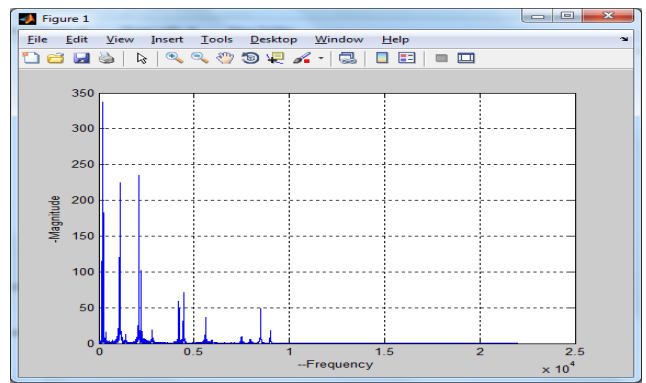 Figure 1
File Edit View Insert Tools Desktop Window Help
350
300
250
200
150
100
50
0
-Magnitude
0 0.5 1 1.5 2 2.5
--Frequency
x 10^4